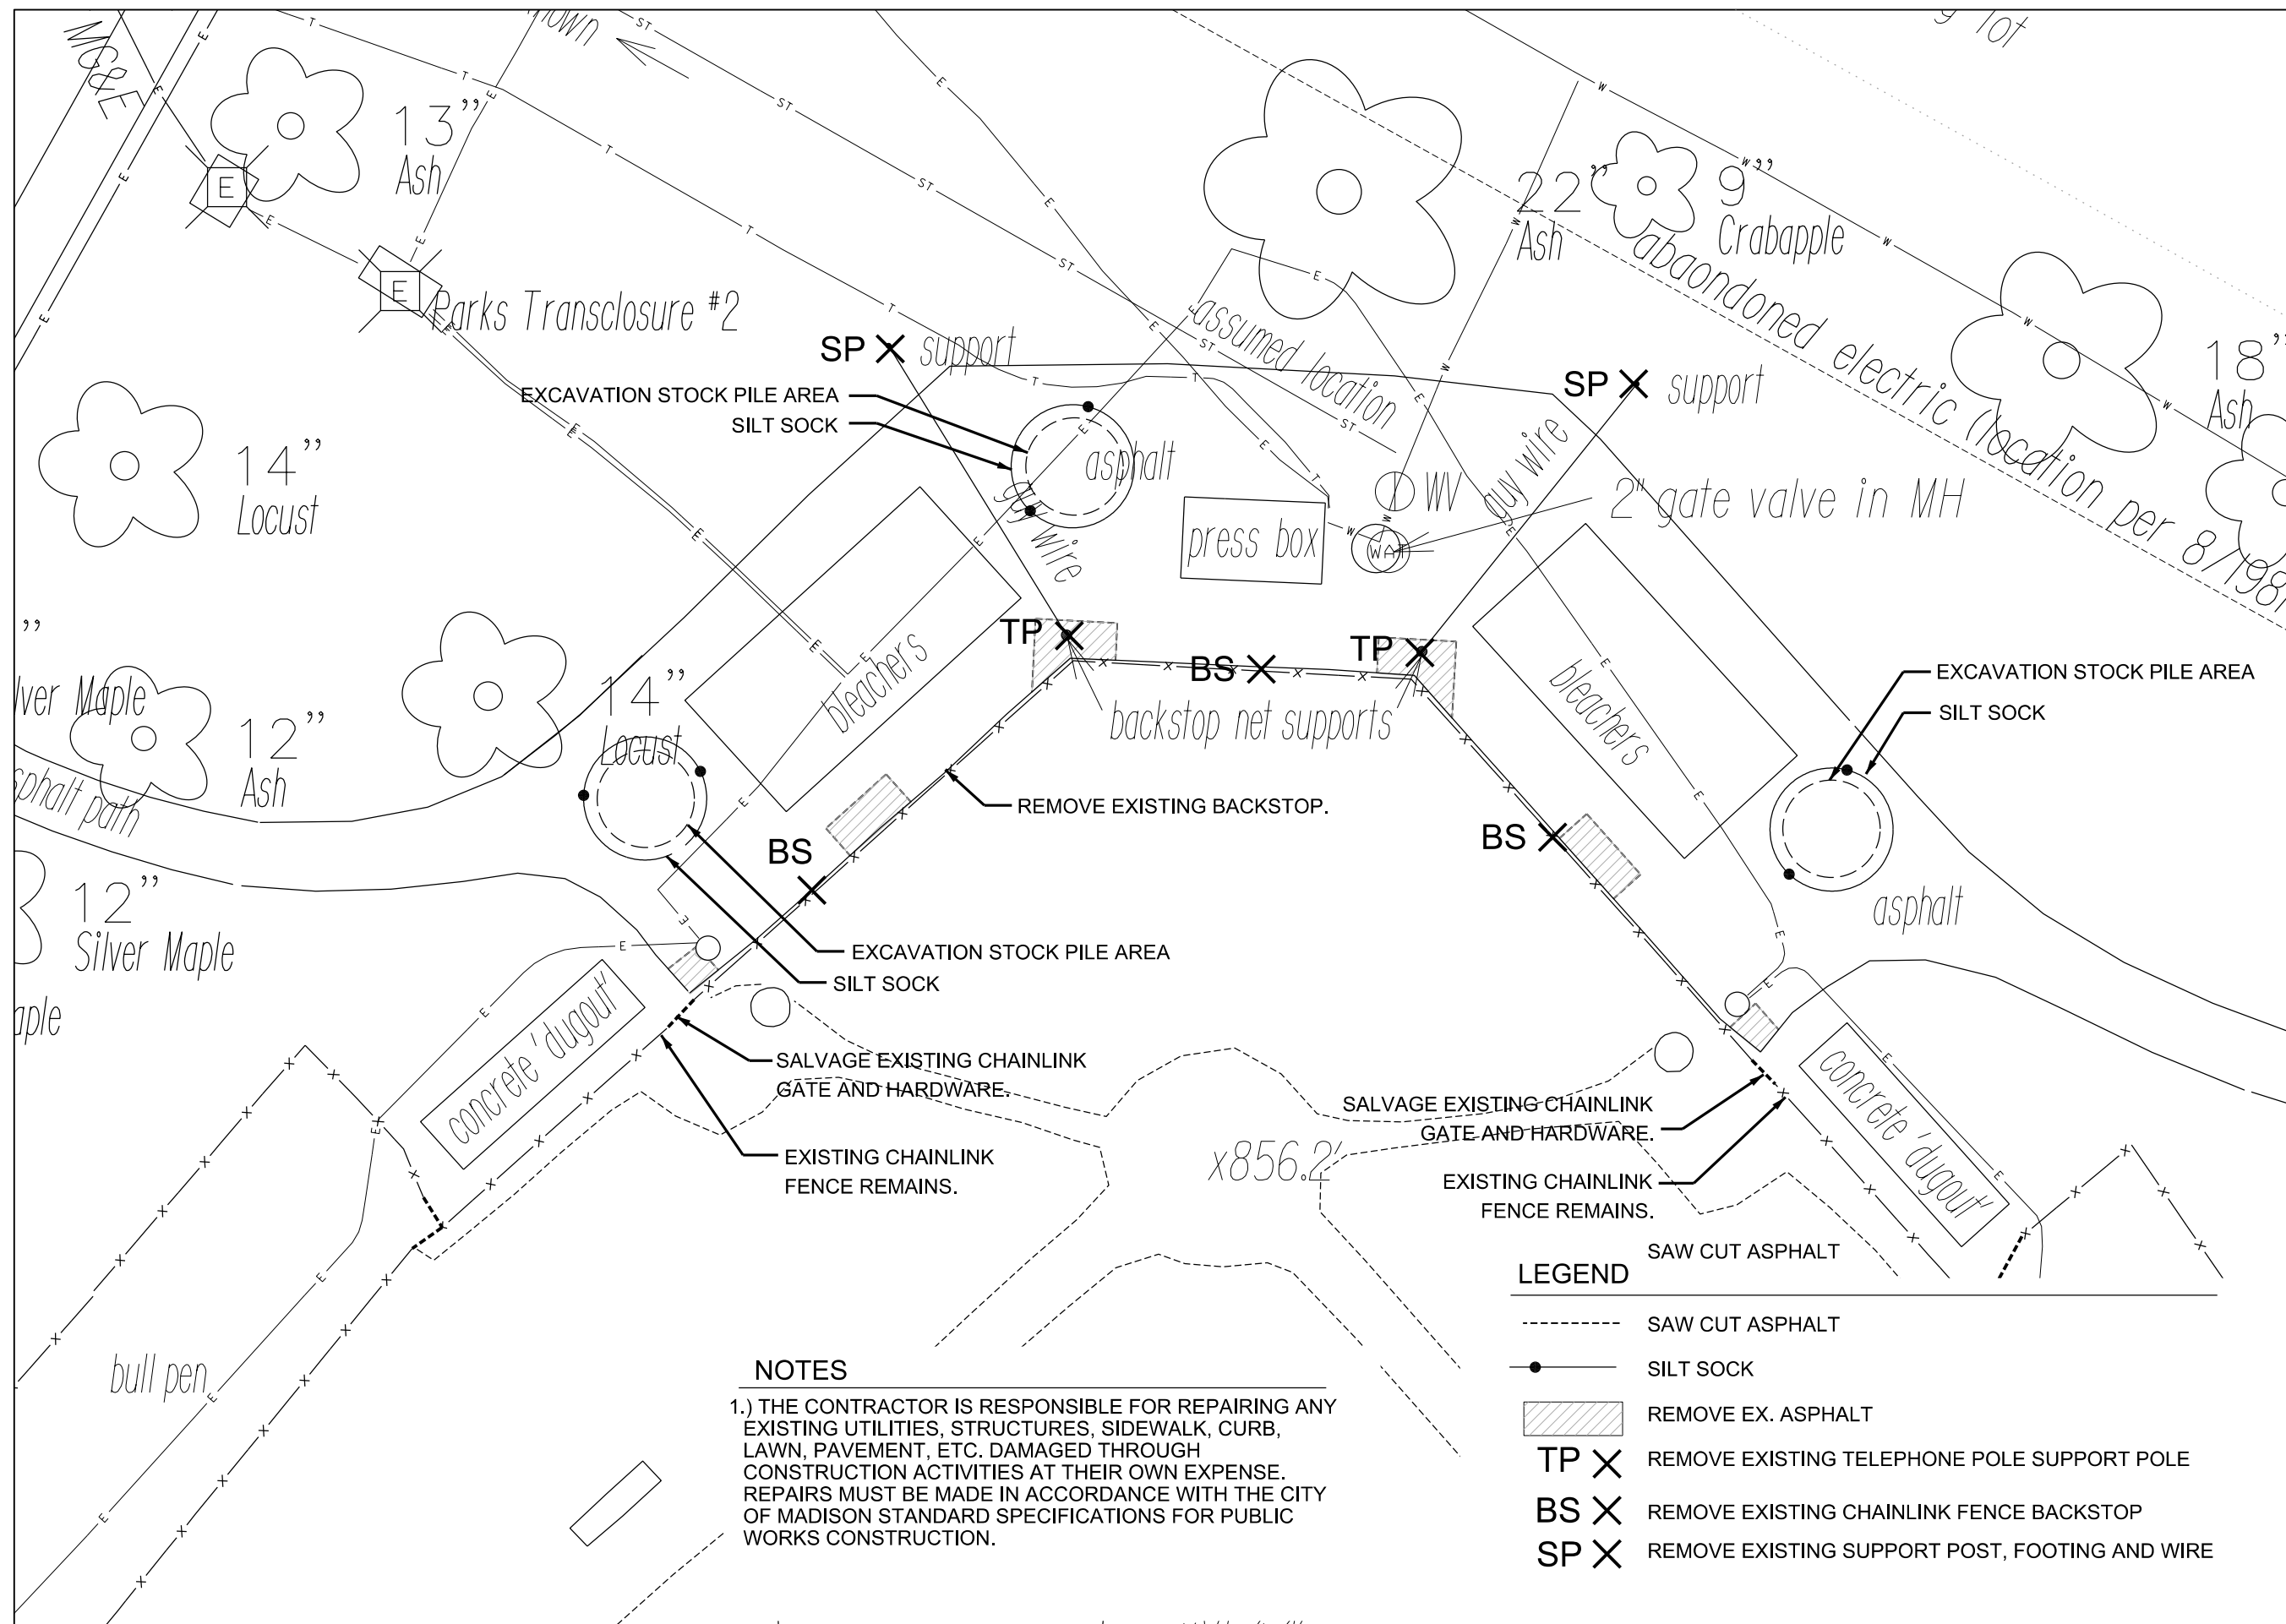 nown
g lot
MG&E
13"
Ash
22"
Ash
9"
Crabapple
E
E
Parks Transclosure #2
abaondoned electric (location per 8/198
assumed location
18"
Ash
SP
support
SP
support
EXCAVATION STOCK PILE AREA
SILT SOCK
asphalt
guy wire
guy wire
14"
Locust
WV
2" gate valve in MH
press box
WAT
TP
TP
BS
backstop net supports
bleachers
bleachers
EXCAVATION STOCK PILE AREA
SILT SOCK
"
lver Maple
12"
Ash
14"
Locust
sphalt path
REMOVE EXISTING BACKSTOP.
BS
BS
12"
Silver Maple
asphalt
EXCAVATION STOCK PILE AREA
SILT SOCK
aple
concrete 'dugout'
concrete 'dugout'
SALVAGE EXISTING CHAINLINK
GATE AND HARDWARE.
SALVAGE EXISTING CHAINLINK
GATE AND HARDWARE.
EXISTING CHAINLINK
FENCE REMAINS.
x856.2'
EXISTING CHAINLINK
FENCE REMAINS.
SAW CUT ASPHALT
LEGEND
SAW CUT ASPHALT
SILT SOCK
REMOVE EX. ASPHALT
TP REMOVE EXISTING TELEPHONE POLE SUPPORT POLE
BS REMOVE EXISTING CHAINLINK FENCE BACKSTOP
SP REMOVE EXISTING SUPPORT POST, FOOTING AND WIRE
bull pen
NOTES
1.) THE CONTRACTOR IS RESPONSIBLE FOR REPAIRING ANY
EXISTING UTILITIES, STRUCTURES, SIDEWALK, CURB,
LAWN, PAVEMENT, ETC. DAMAGED THROUGH
CONSTRUCTION ACTIVITIES AT THEIR OWN EXPENSE.
REPAIRS MUST BE MADE IN ACCORDANCE WITH THE CITY
OF MADISON STANDARD SPECIFICATIONS FOR PUBLIC
WORKS CONSTRUCTION.